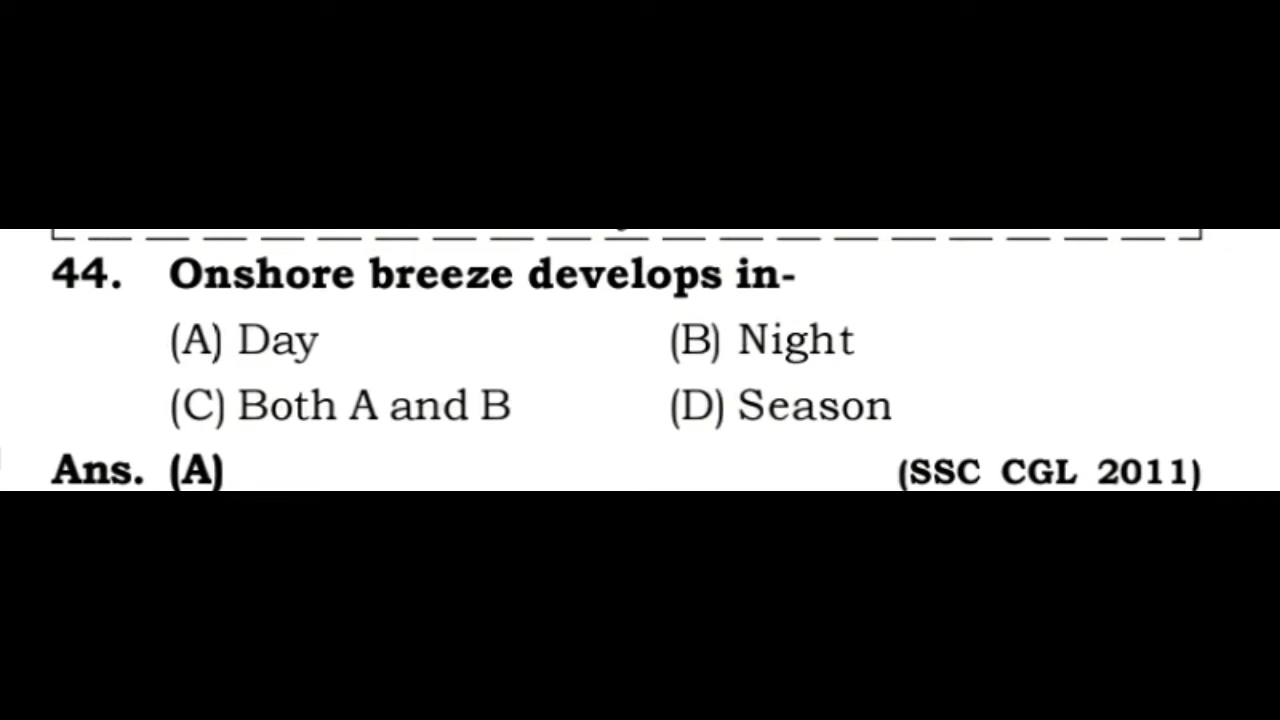 44. Onshore breeze develops in-
(A) Day (B) Night
(C) Both A and B (D) Season
Ans. (A) (SSC CGL 2011)